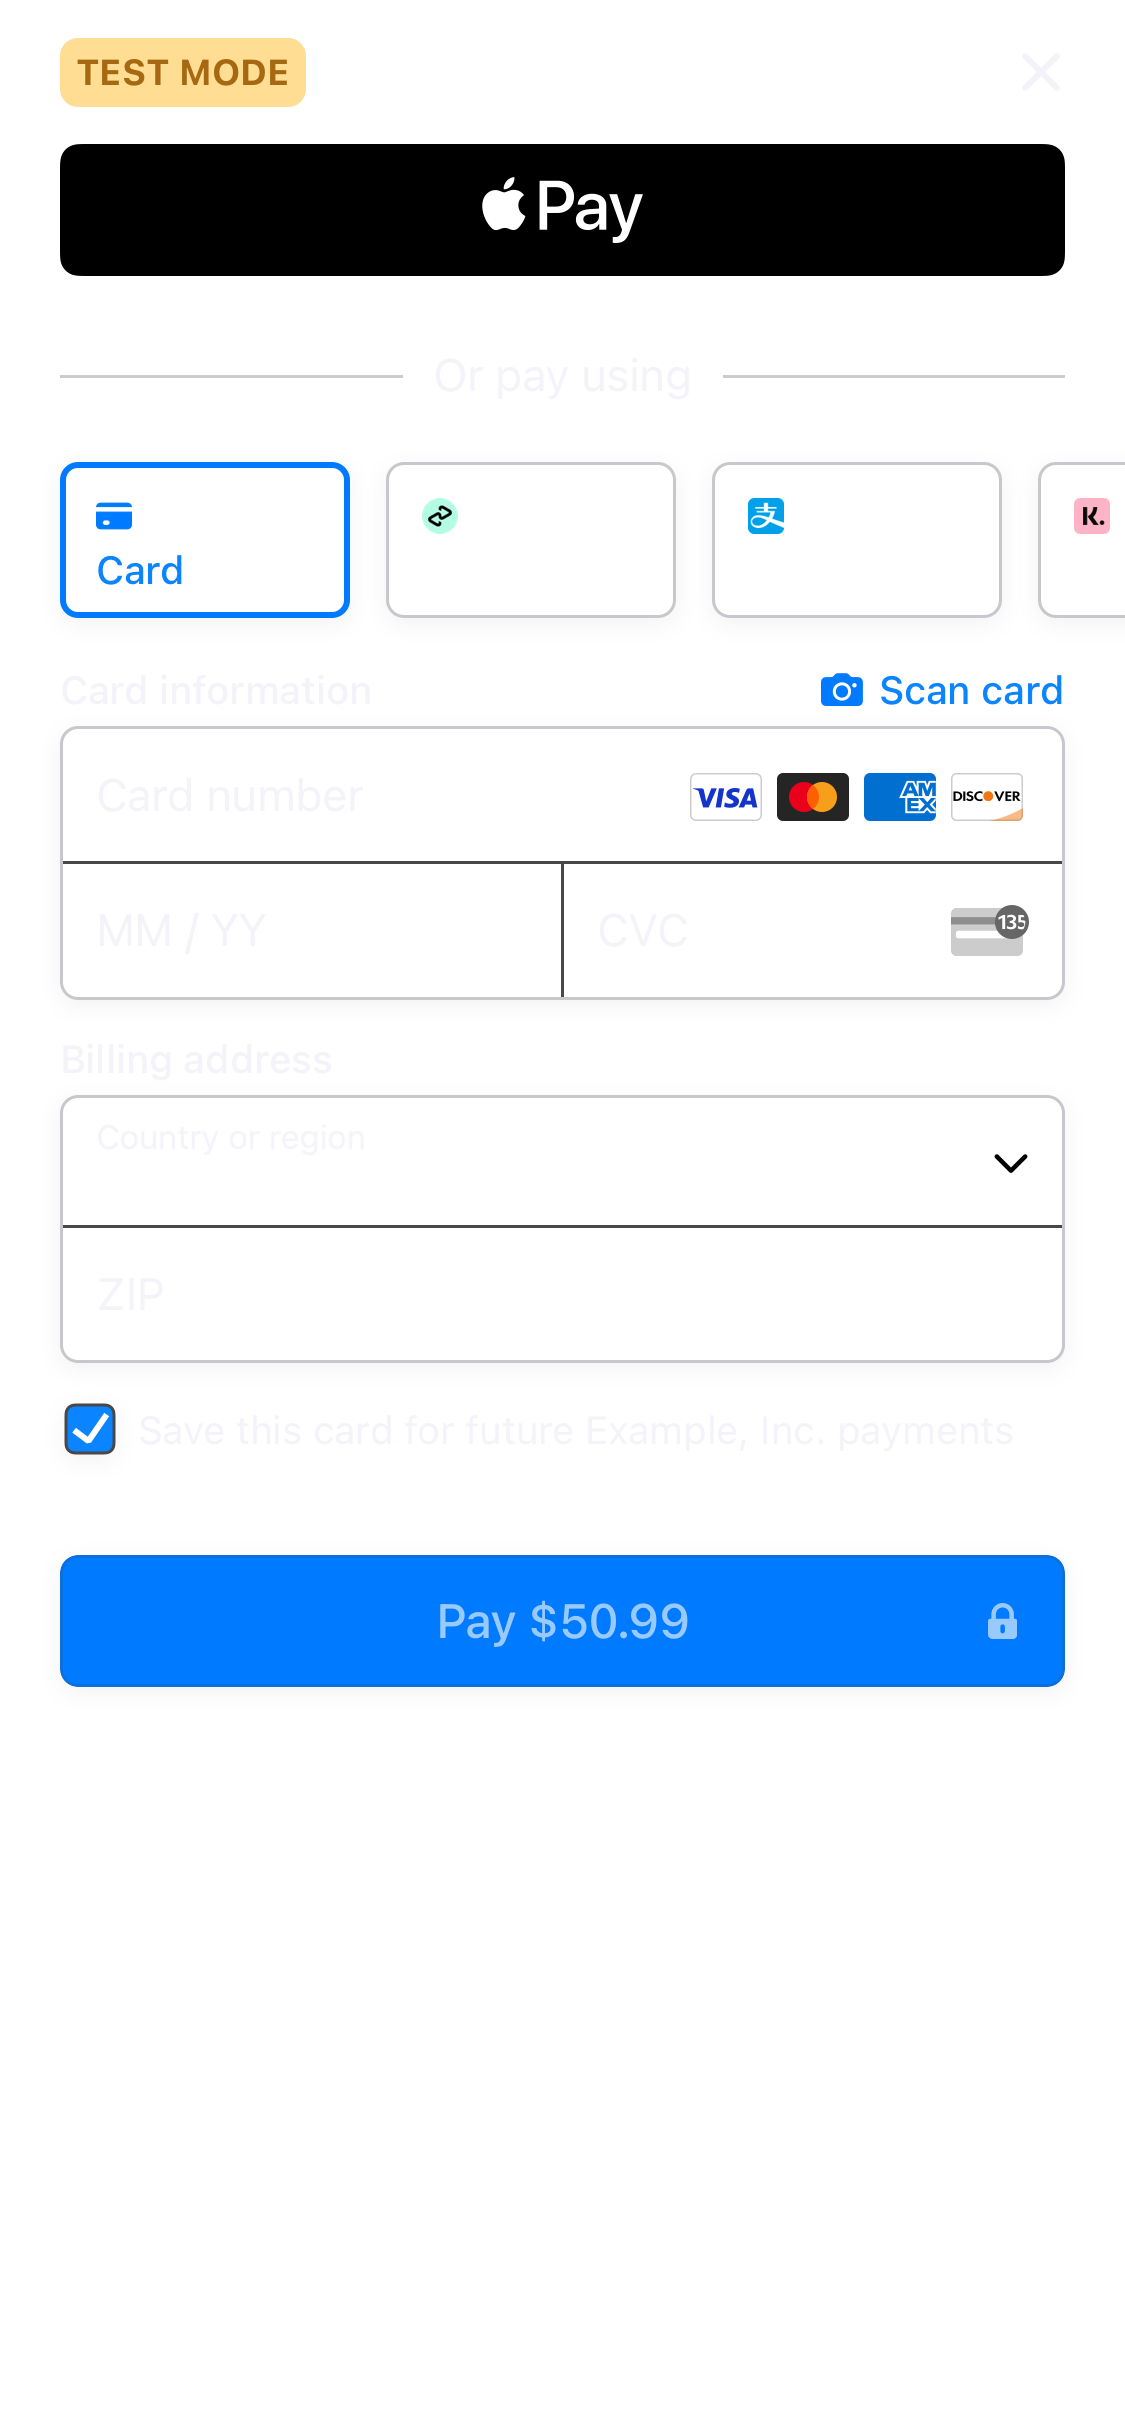 TEST MODE
Pay
Or pay using
K.
Card
Card information
Scan card
Card number
VISA
AM
EX
DISCOVER
MM / YY
CVC
135
Billing address
Country or region
ZIP
Save this card for future Example, Inc. payments
Pay $50.99